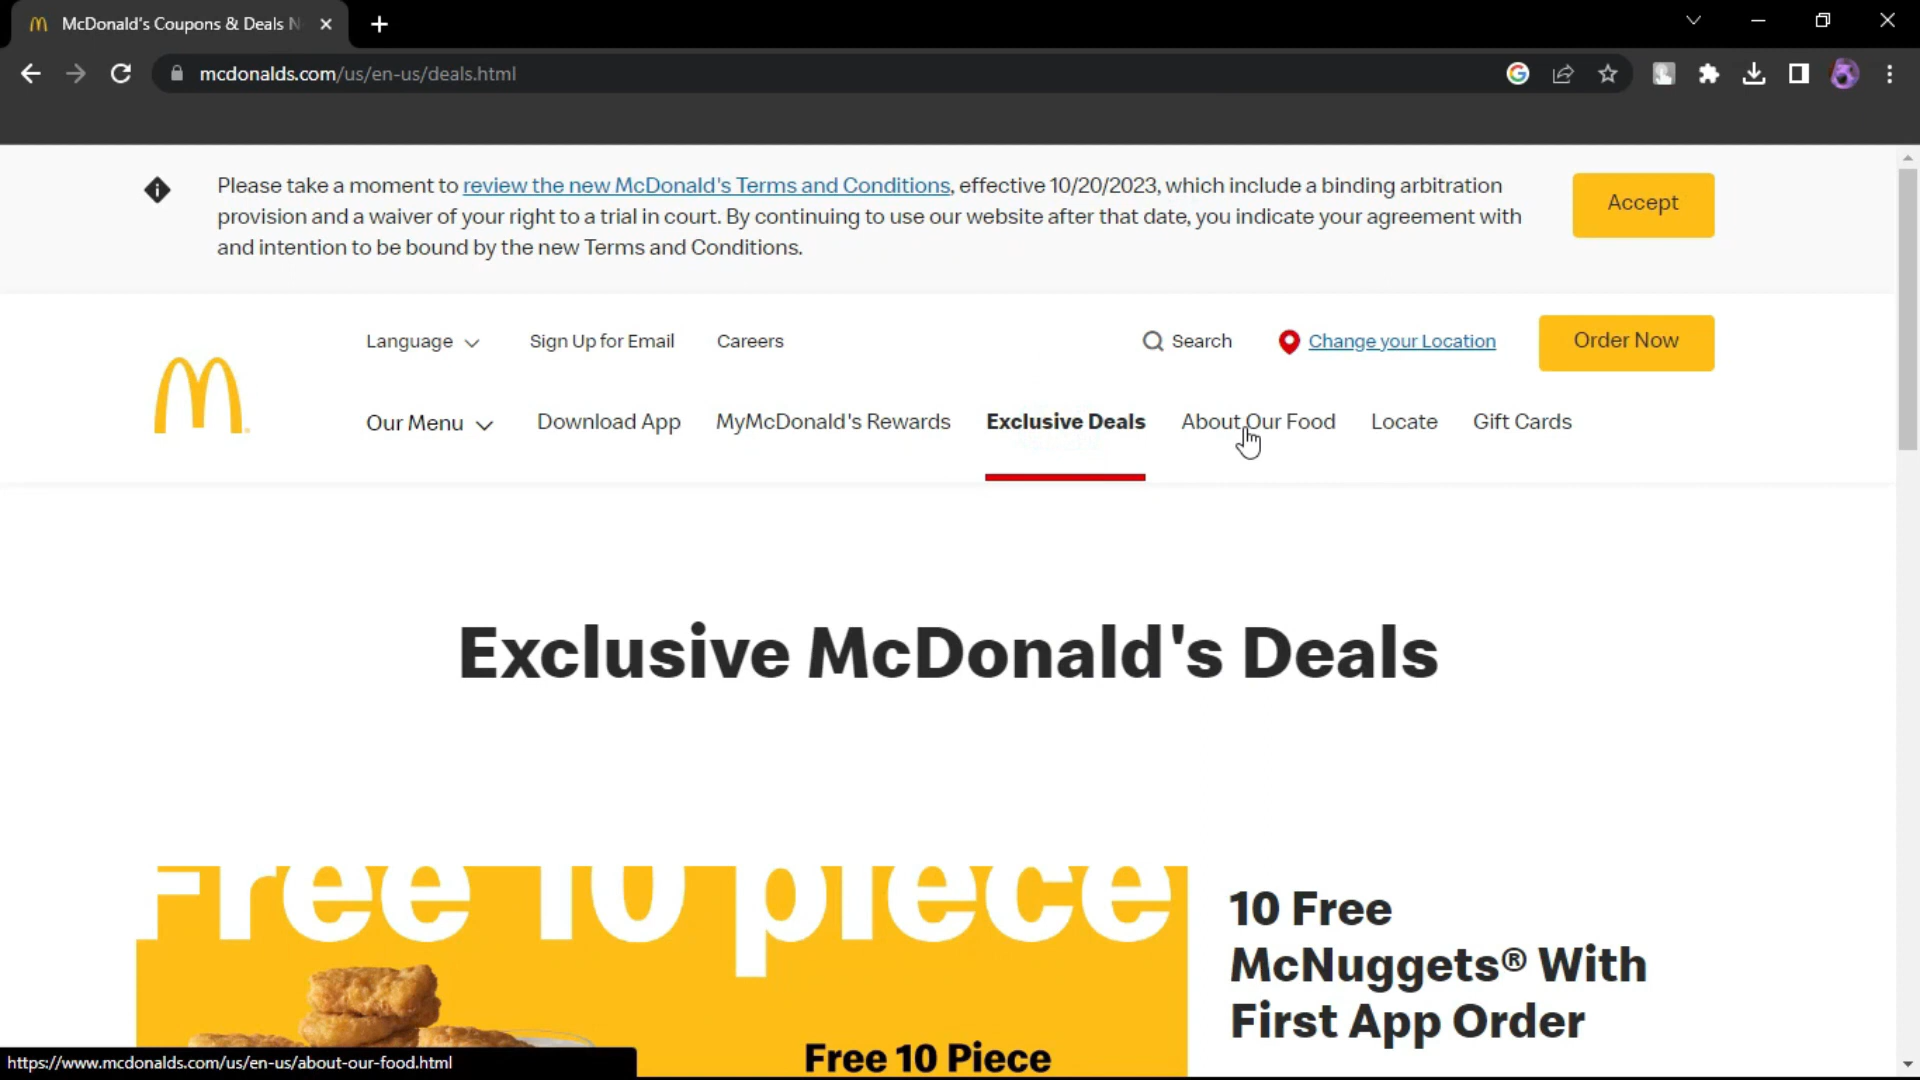 McDonald's Coupons & Deals N
mcdonalds.com/us/en-us/deals.html
Please take a moment to review the new McDonald's Terms and Conditions, effective 10/20/2023, which include a binding arbitration
provision and a waiver of your right to a trial in court. By continuing to use our website after that date, you indicate your agreement with
and intention to be bound by the new Terms and Conditions.
Accept
Language
Sign Up for Email
Careers
Search
Change your Location
Order Now
Our Menu
Download App
MyMcDonald's Rewards
Exclusive Deals
About Our Food
Locate
Gift Cards
Exclusive McDonald's Deals
Free 10 piece
Free 10 Piece
10 Free
McNuggets® With
First App Order
https://www.mcdonalds.com/us/en-us/about-our-food.html